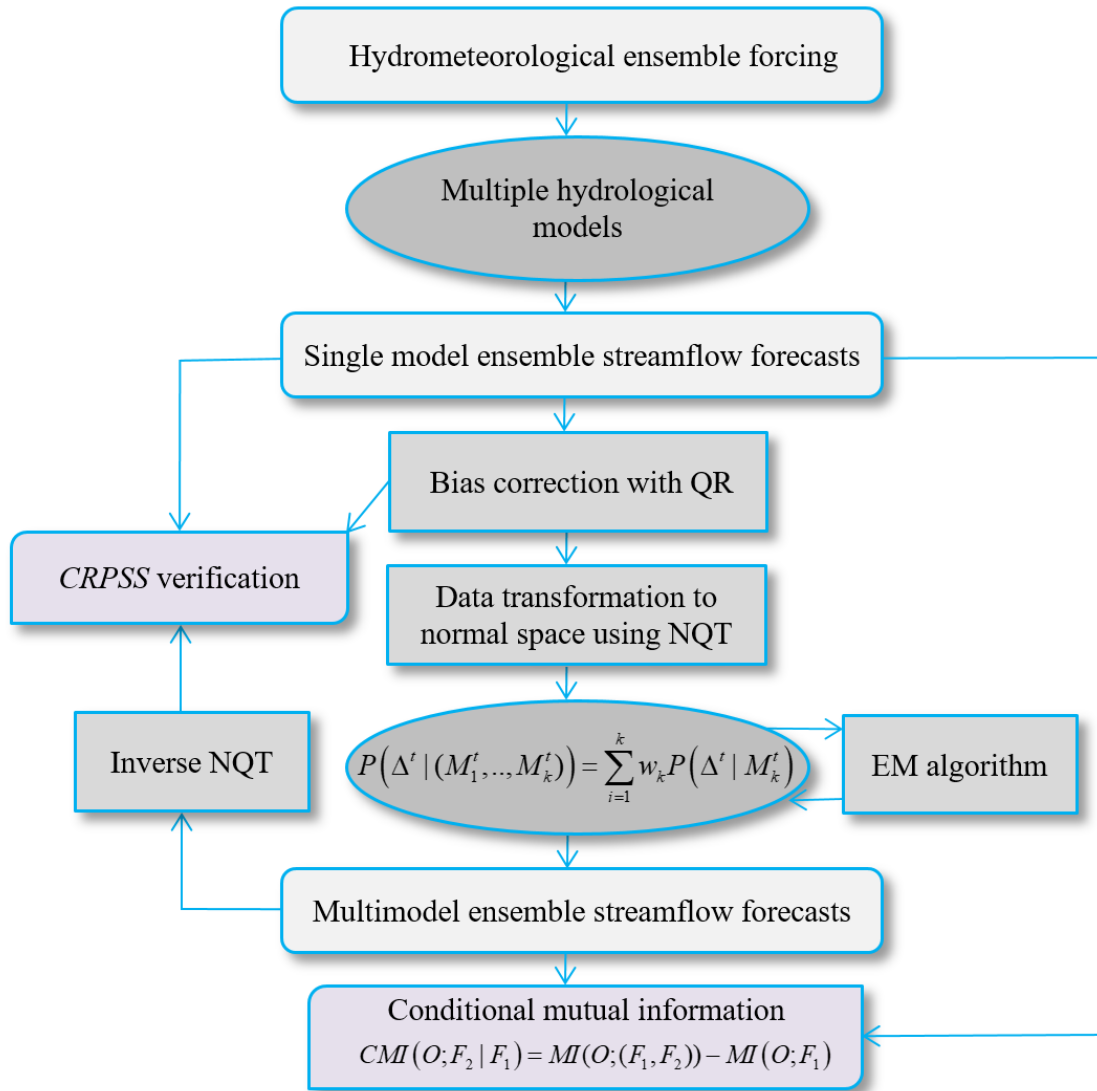 Hydrometeorological ensemble forcing
Multiple hydrological
models
Single model ensemble streamflow forecasts
Bias correction with QR
CRPSS verification
Data transformation to
normal space using NQT
Inverse NQT
P(Δ^t | (M_1^t,..,M_k^t)) = ∑_{i=1}^{k} w_k P(Δ^t | M_k^t)
EM algorithm
Multimodel ensemble streamflow forecasts
Conditional mutual information
CMI(O;F_2 | F_1) = MI(O;(F_1,F_2)) − MI(O;F_1)